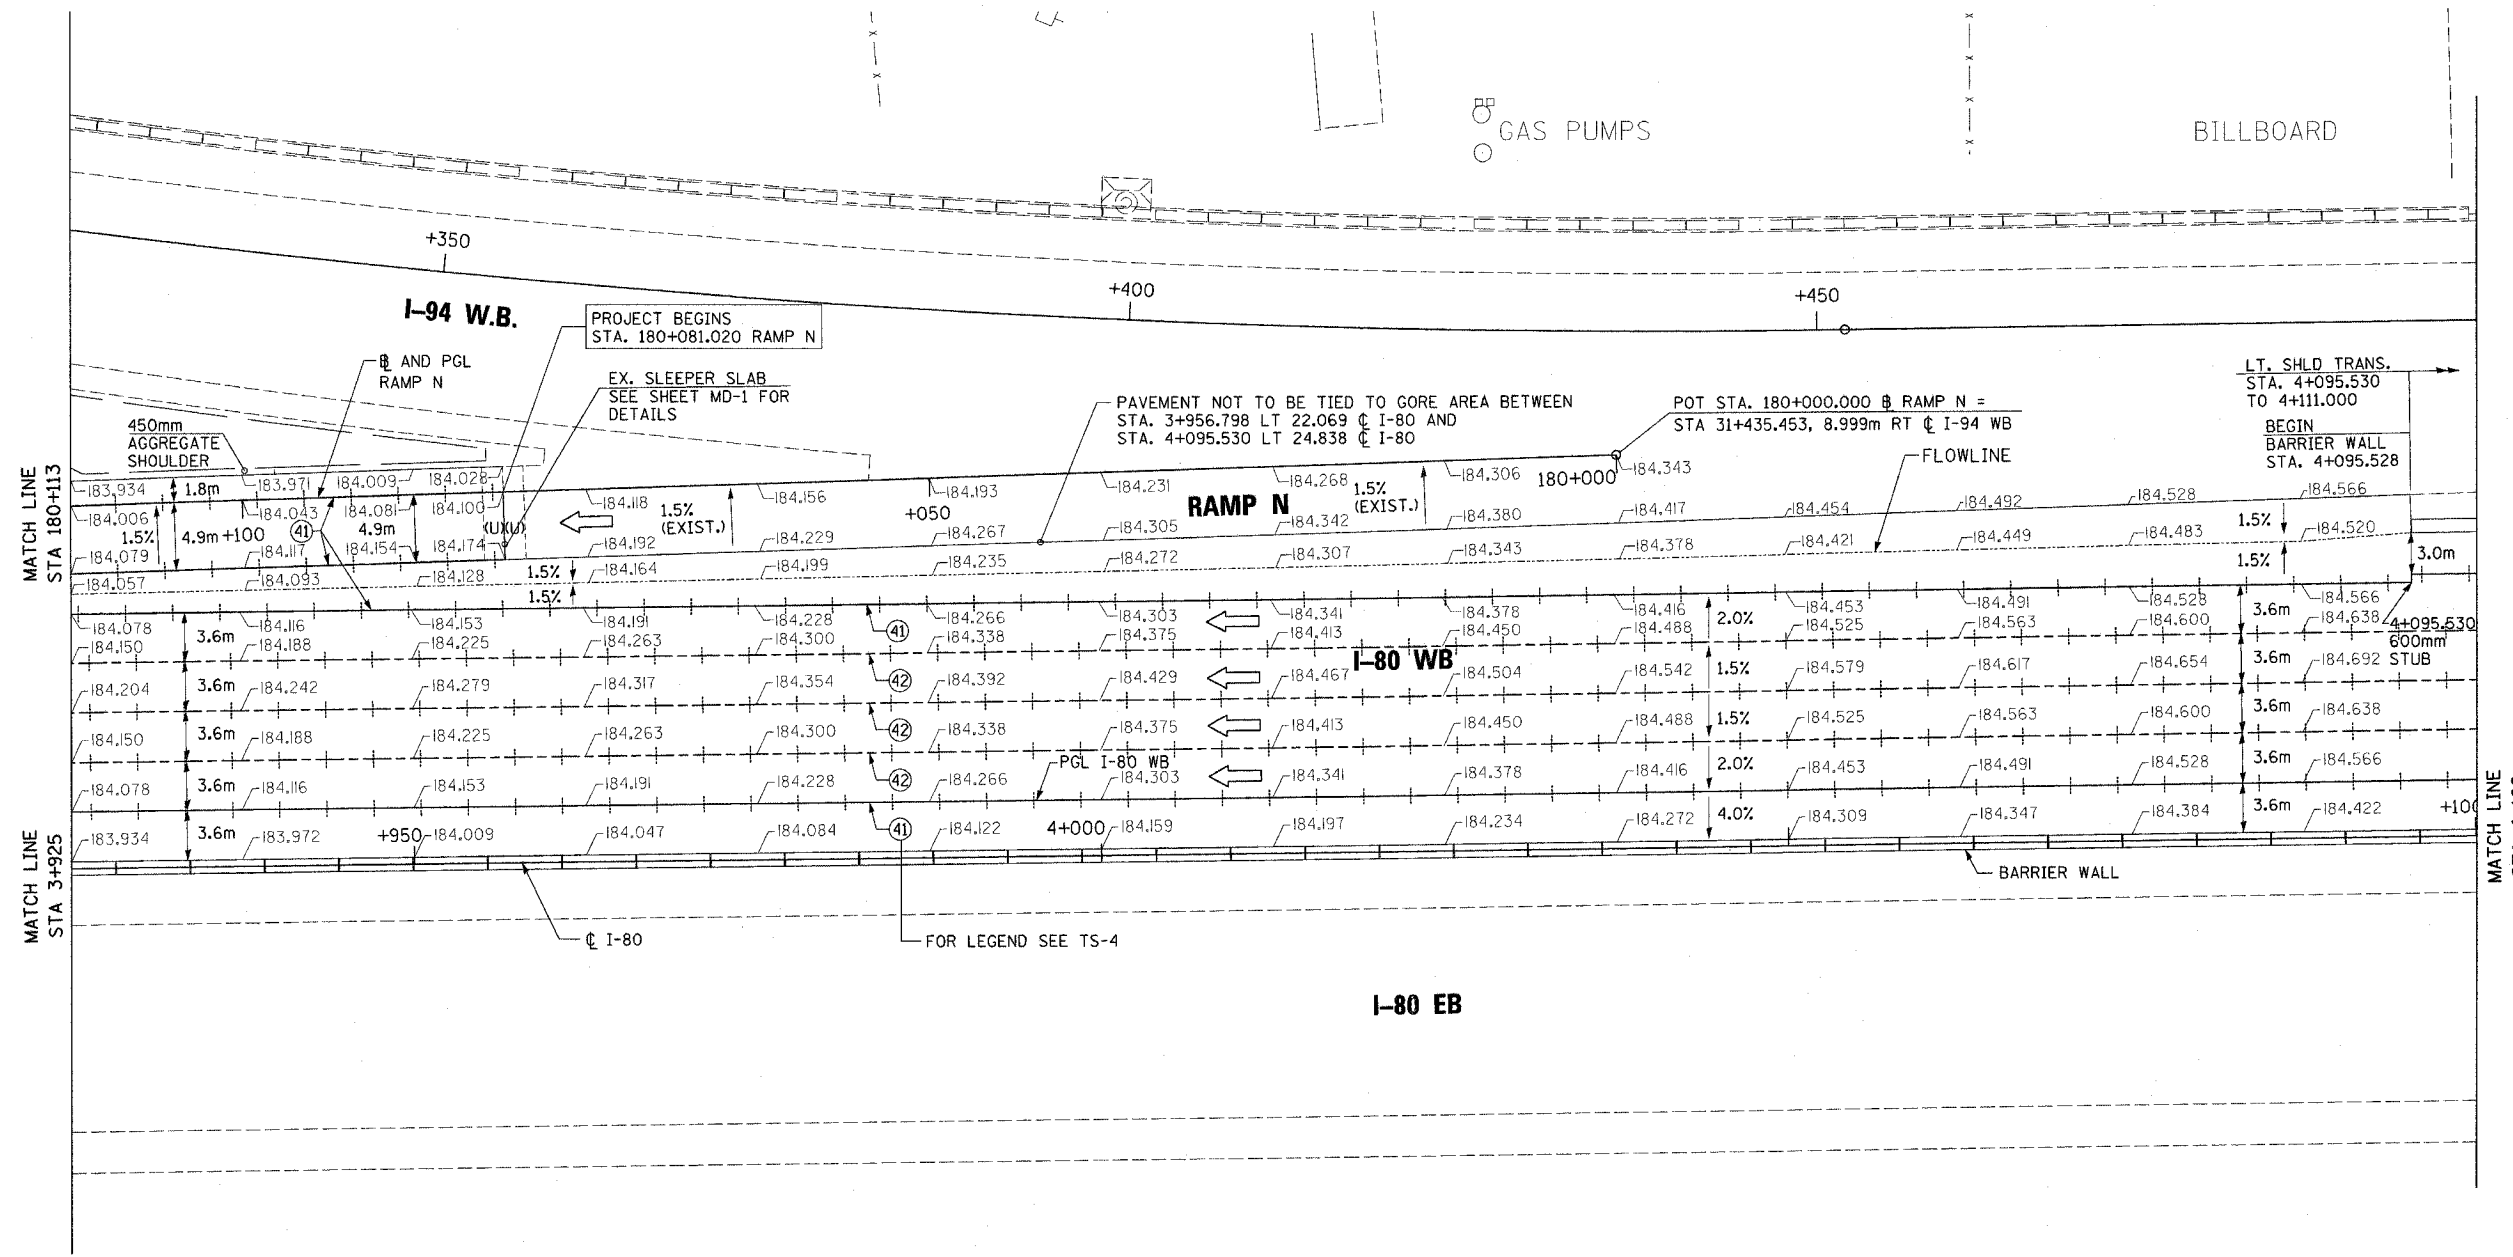 GAS PUMPS
BILLBOARD
+350
+400
+450
I-94 W.B.
PROJECT BEGINS
STA. 180+081.020 RAMP N
℄ AND PGL
RAMP N
EX. SLEEPER SLAB
SEE SHEET MD-1 FOR
DETAILS
PAVEMENT NOT TO BE TIED TO GORE AREA BETWEEN
STA. 3+956.798 LT 22.069 ℄ I-80 AND
STA. 4+095.530 LT 24.838 ℄ I-80
POT STA. 180+000.000 ℄ RAMP N =
STA 31+435.453, 8.999m RT ℄ I-94 WB
LT. SHLD TRANS.
STA. 4+095.530
TO 4+111.000
BEGIN
BARRIER WALL
STA. 4+095.528
450mm
AGGREGATE
SHOULDER
FLOWLINE
MATCH LINE
STA 180+113
183.934 1.8m 183.971 184.009 184.028
184.118 184.156 184.193 184.231 184.268 184.306 184.343
1.5%
(EXIST.)
1.5%
(EXIST.)
RAMP N
180+000
+050
184.006 184.043 184.081 184.100
1.5% 4.9m +100 41 4.9m (U)(U)
184.079 184.117 184.154 184.174 184.192 184.229 184.267 184.305 184.342 184.380 184.417 184.454 184.492 184.528 184.566
184.057 184.093 184.128 1.5% 184.164 184.199 184.235 184.272 184.307 184.343 184.378 184.421 184.449 184.483 1.5% 184.520
1.5% 1.5% 3.0m
184.078 184.116 184.153 184.191 184.228 184.266 184.303 184.341 184.378 184.416 184.453 184.491 184.528 184.566
3.6m 41 2.0% 3.6m
184.150 184.188 184.225 184.263 184.300 184.338 184.375 184.413 184.450 184.488 184.525 184.563 184.600 184.638
4+095.530
600mm
STUB
I-80 WB
184.204 3.6m 184.242 184.279 184.317 184.354 42 184.392 184.429 184.467 184.504 184.542 1.5% 184.579 184.617 184.654 3.6m 184.692
184.150 3.6m 184.188 184.225 184.263 184.300 42 184.338 184.375 184.413 184.450 184.488 1.5% 184.525 184.563 184.600 3.6m 184.638
PGL I-80 WB
184.078 3.6m 184.116 184.153 184.191 184.228 42 184.266 184.303 184.341 184.378 184.416 2.0% 184.453 184.491 184.528 3.6m 184.566
183.934 3.6m 183.972 +950 184.009 184.047 184.084 41 184.122 4+000 184.159 184.197 184.234 184.272 4.0% 184.309 184.347 184.384 3.6m 184.422 +100
MATCH LINE
STA 3+925
MATCH LINE
BARRIER WALL
℄ I-80
FOR LEGEND SEE TS-4
I-80 EB